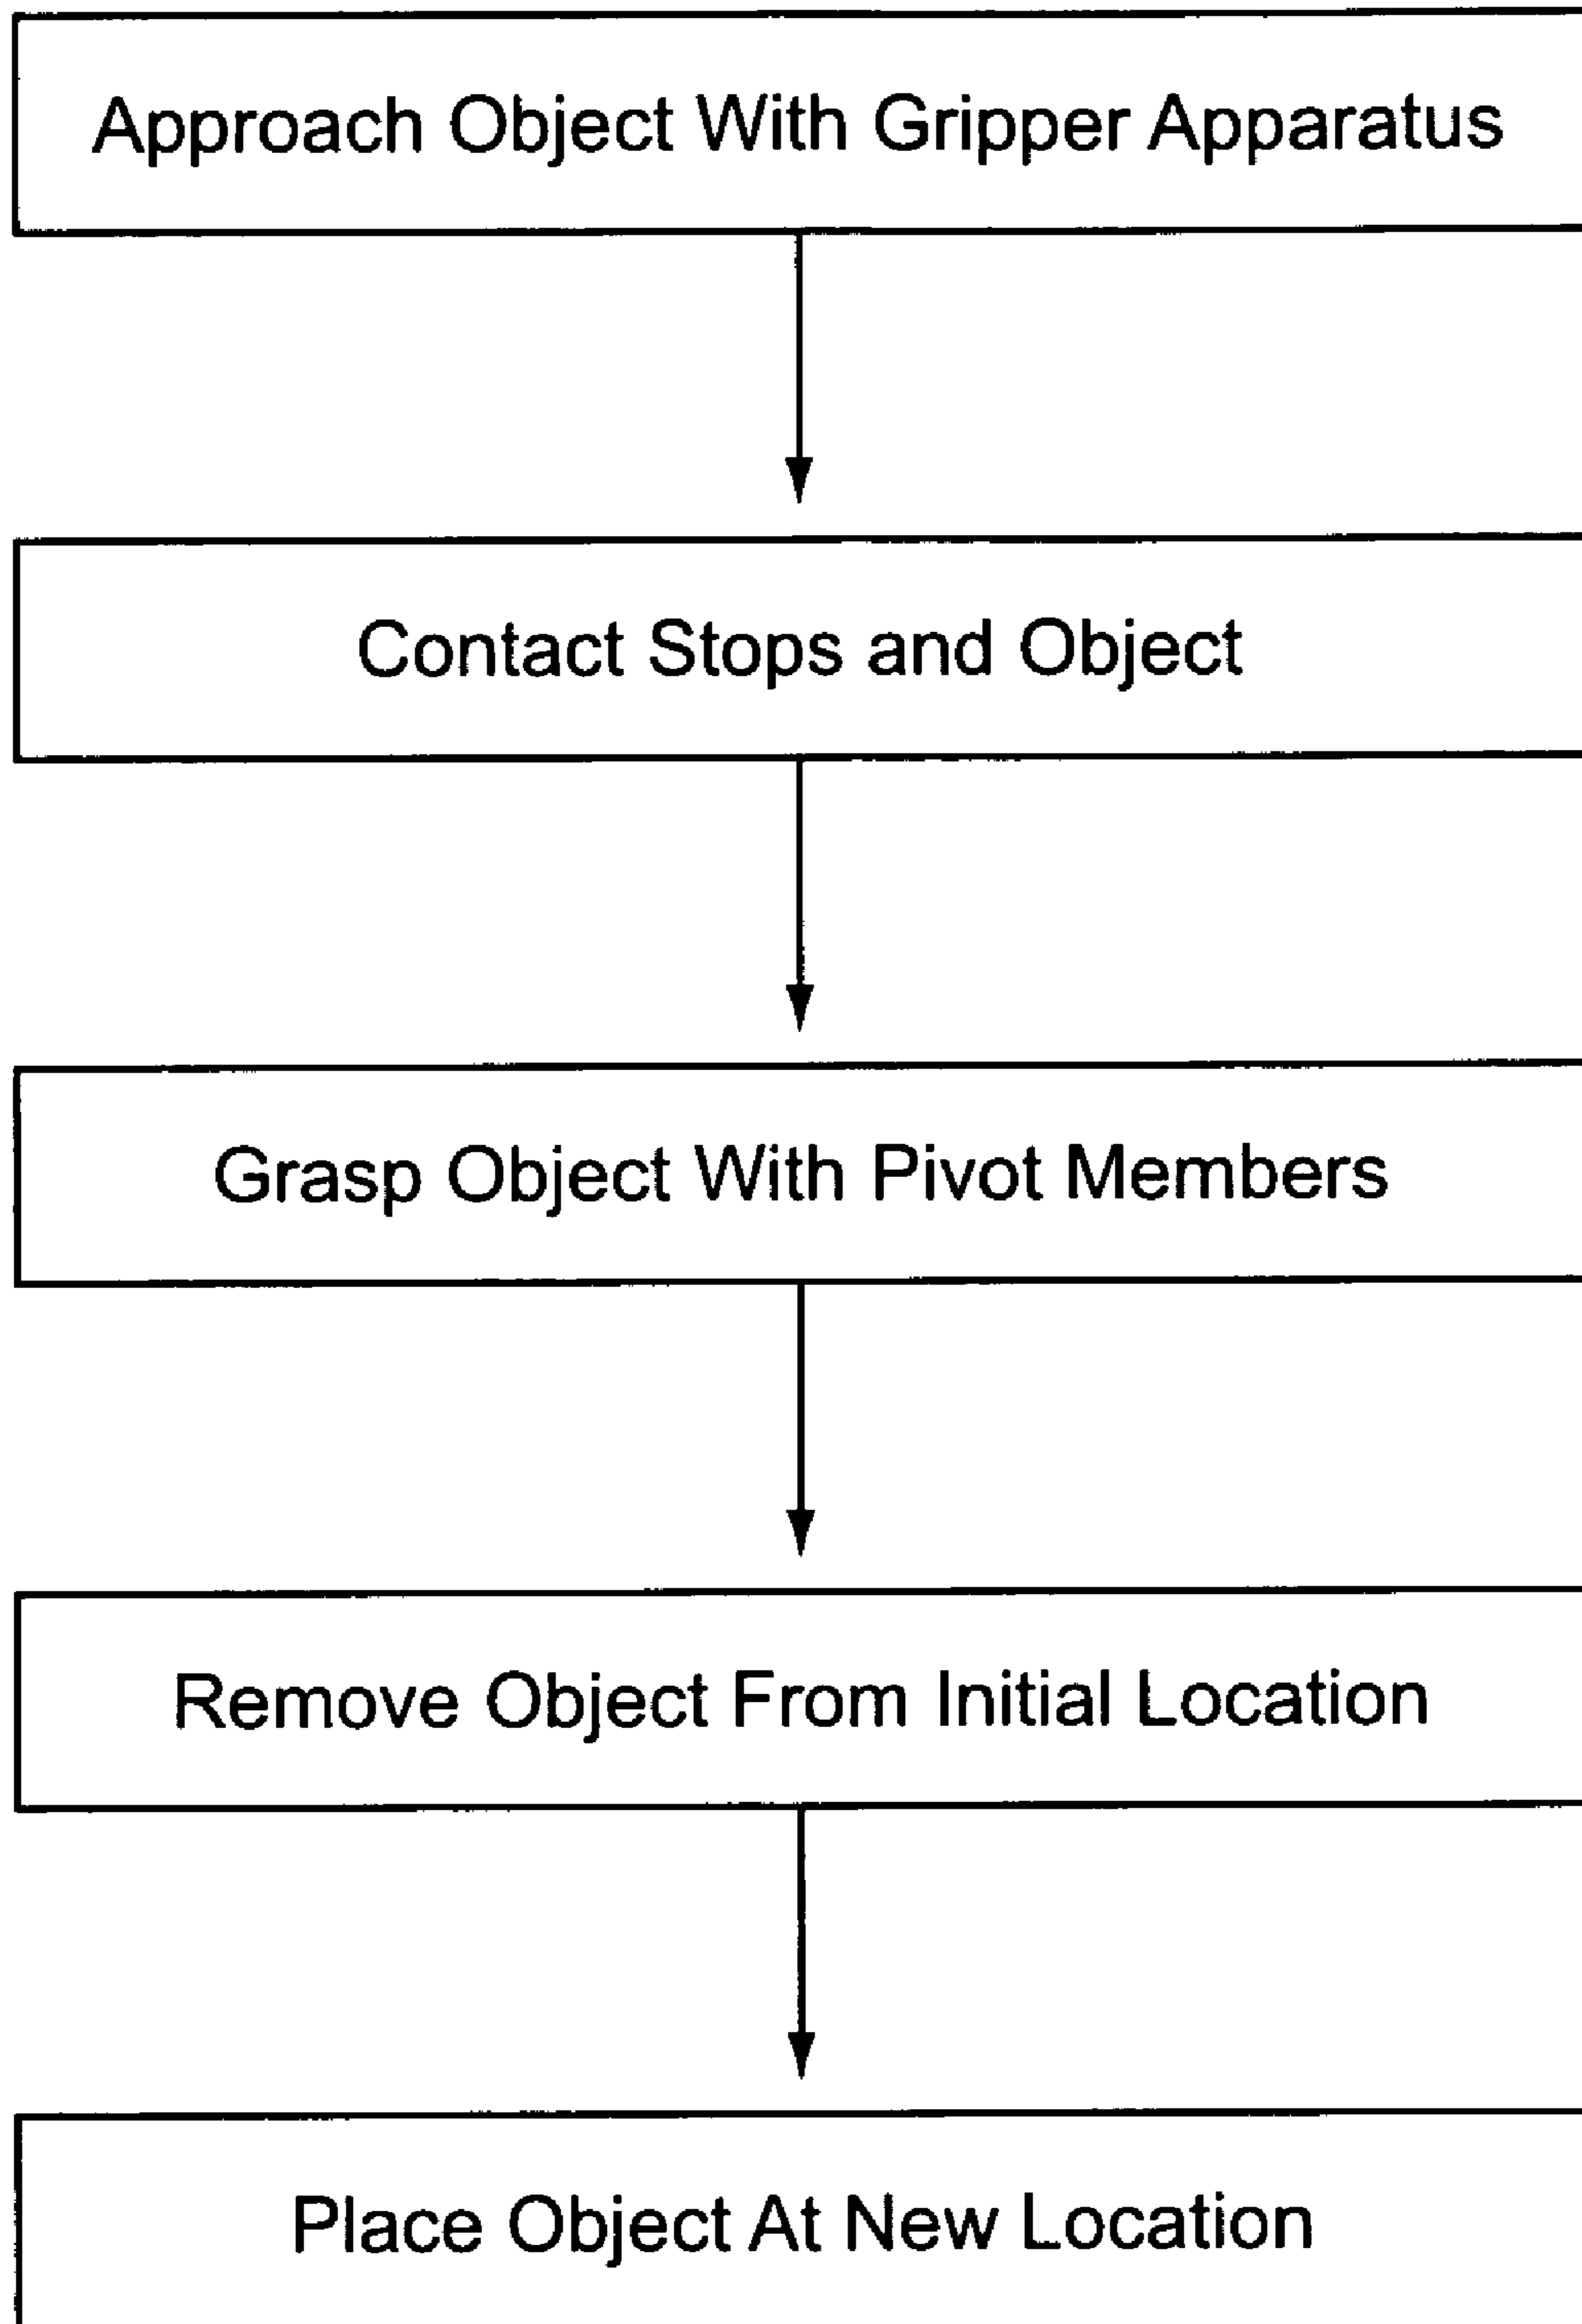 Approach Object With Gripper Apparatus
Contact Stops and Object
Grasp Object With Pivot Members
Remove Object From Initial Location
Place Object At New Location